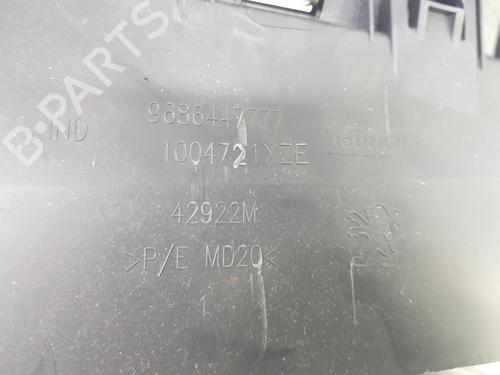 B-PARTS
IND
9686447777
1004721XZE
42922M
>P/E MD20<
1